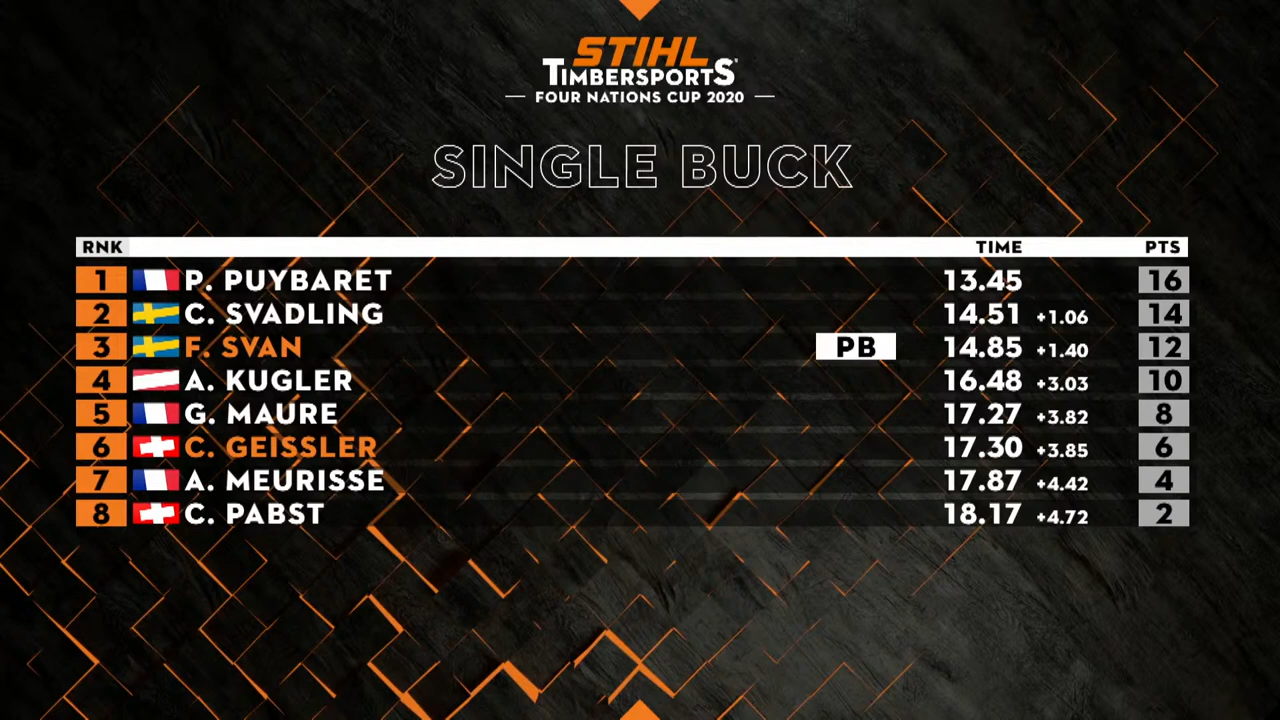 STIHL
TIMBERSPORTS
FOUR NATIONS CUP 2020
SINGLE BUCK
RNK TIME PTS
1 P. PUYBARET 13.45 16
2 C. SVADLING 14.51 +1.06 14
3 F. SVAN PB 14.85 +1.40 12
4 A. KUGLER 16.48 +3.03 10
5 G. MAURE 17.27 +3.82 8
6 C. GEISSLER 17.30 +3.85 6
7 A. MEURISSE 17.87 +4.42 4
8 C. PABST 18.17 +4.72 2